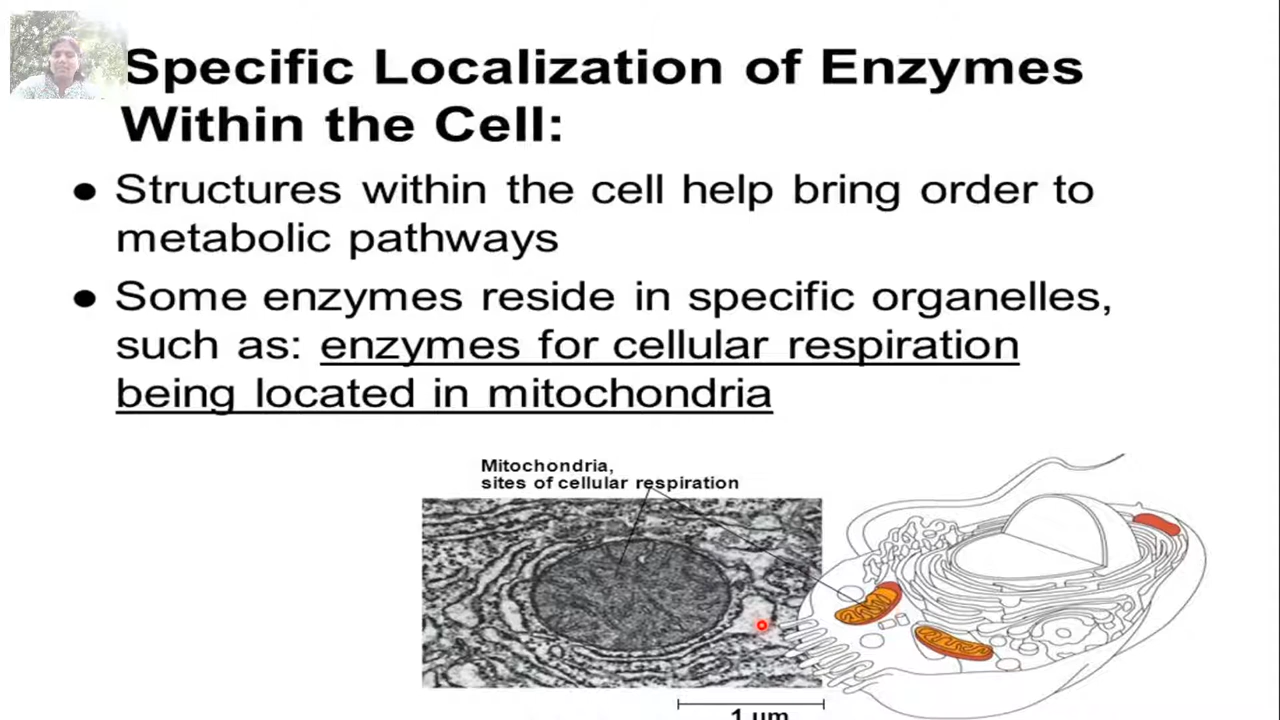 Specific Localization of Enzymes
Within the Cell:
● Structures within the cell help bring order to
metabolic pathways
● Some enzymes reside in specific organelles,
such as: enzymes for cellular respiration
being located in mitochondria
Mitochondria,
sites of cellular respiration
1 µm